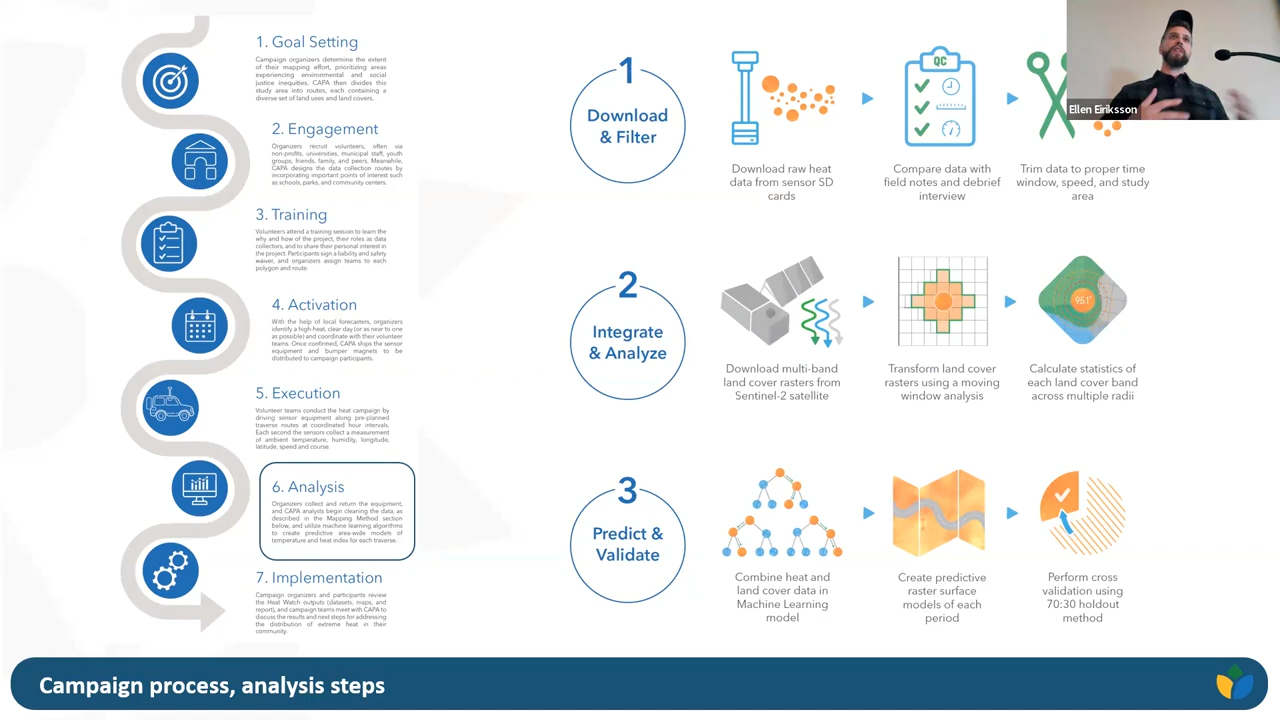 1. Goal Setting
Campaign organizers determine the extent
of their mapping effort, prioritizing areas
experiencing environmental and social
justice inequities. CAPA then divides this
study area into routes, each containing a
diverse set of land uses and land covers.
2. Engagement
Organizers recruit volunteers, often via
non-profits, universities, municipal staff, youth
groups, friends, family, and peers. Meanwhile,
CAPA designs the data collection routes by
incorporating important points of interest such
as schools, parks, and community centers.
3. Training
Volunteers attend a training session to learn the
why and how of the project, their roles as data
collectors, and to share their personal interest in
the project. Participants sign a liability and safety
waiver, and organizers assign teams to each
polygon and route.
4. Activation
With the help of local forecasters, organizers
identify a high-heat, clear day (or as near to one
as possible) and coordinate with their volunteer
teams. Once confirmed, CAPA ships the sensor
equipment and bumper magnets to be
distributed to campaign participants.
5. Execution
Volunteer teams conduct the heat campaign by
driving sensor equipment along pre-planned
traverse routes at coordinated hour intervals.
Each second the sensors collect a measurement
of ambient temperature, humidity, longitude,
latitude, speed and course.
6. Analysis
Organizers collect and return the equipment,
and CAPA analysts begin cleaning the data, as
described in the Mapping Method section
below, and utilize machine learning algorithms
to create predictive area-wide models of
temperature and heat index for each traverse.
7. Implementation
Campaign organizers and participants review
the Heat Watch outputs (datasets, maps, and
report), and campaign teams meet with CAPA to
discuss the results and next steps for addressing
the distribution of extreme heat in their
community.
1
Download
& Filter
Download raw heat
data from sensor SD
cards
QC
Compare data with
field notes and debrief
interview
Trim data to proper time
window, speed, and study
area
Ellen Eiriksson
2
Integrate
& Analyze
Download multi-band
land cover rasters from
Sentinel-2 satellite
Transform land cover
rasters using a moving
window analysis
95.1°
Calculate statistics of
each land cover band
across multiple radii
3
Predict &
Validate
Combine heat and
land cover data in
Machine Learning
model
Create predictive
raster surface
models of each
period
Perform cross
validation using
70:30 holdout
method
Campaign process, analysis steps